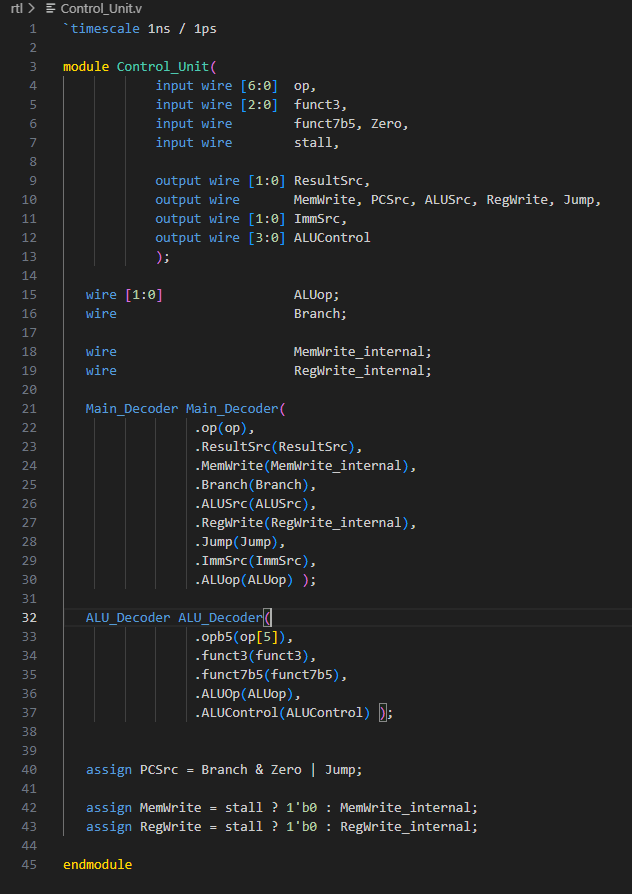 rtl > Control_Unit.v
1 `timescale 1ns / 1ps
2
3 module Control_Unit(
4             input wire [6:0]  op,
5             input wire [2:0]  funct3,
6             input wire        funct7b5, Zero,
7             input wire        stall,
8
9             output wire [1:0] ResultSrc,
10             output wire       MemWrite, PCSrc, ALUSrc, RegWrite, Jump,
11             output wire [1:0] ImmSrc,
12             output wire [3:0] ALUControl
13             );
14
15    wire [1:0]                 ALUop;
16    wire                       Branch;
17
18    wire                       MemWrite_internal;
19    wire                       RegWrite_internal;
20
21    Main_Decoder Main_Decoder(
22                  .op(op),
23                  .ResultSrc(ResultSrc),
24                  .MemWrite(MemWrite_internal),
25                  .Branch(Branch),
26                  .ALUSrc(ALUSrc),
27                  .RegWrite(RegWrite_internal),
28                  .Jump(Jump),
29                  .ImmSrc(ImmSrc),
30                  .ALUop(ALUop) );
31
32    ALU_Decoder ALU_Decoder(
33                  .opb5(op[5]),
34                  .funct3(funct3),
35                  .funct7b5(funct7b5),
36                  .ALUOp(ALUop),
37                  .ALUControl(ALUControl) );
38
39
40    assign PCSrc = Branch & Zero | Jump;
41
42    assign MemWrite = stall ? 1'b0 : MemWrite_internal;
43    assign RegWrite = stall ? 1'b0 : RegWrite_internal;
44
45 endmodule